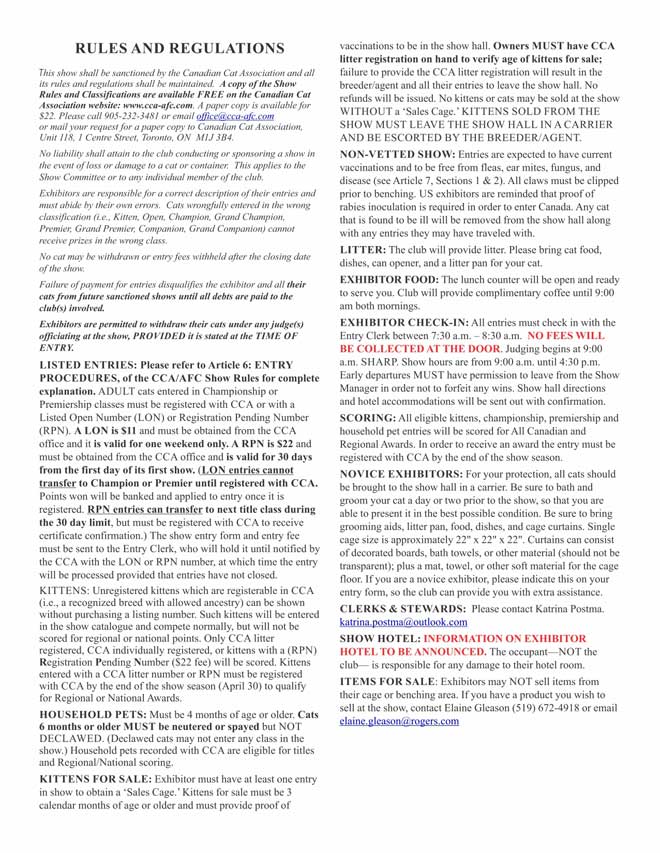 RULES AND REGULATIONS
This show shall be sanctioned by the Canadian Cat Association and all
its rules and regulations shall be maintained. A copy of the Show
Rules and Classifications are available FREE on the Canadian Cat
Association website: www.cca-afc.com. A paper copy is available for
$22. Please call 905-232-3481 or email office@cca-afc.com
or mail your request for a paper copy to Canadian Cat Association,
Unit 118, 1 Centre Street, Toronto, ON M1J 3B4.
No liability shall attain to the club conducting or sponsoring a show in
the event of loss or damage to a cat or container. This applies to the
Show Committee or to any individual member of the club.
Exhibitors are responsible for a correct description of their entries and
must abide by their own errors. Cats wrongfully entered in the wrong
classification (i.e., Kitten, Open, Champion, Grand Champion,
Premier, Grand Premier, Companion, Grand Companion) cannot
receive prizes in the wrong class.
No cat may be withdrawn or entry fees withheld after the closing date
of the show.
Failure of payment for entries disqualifies the exhibitor and all their
cats from future sanctioned shows until all debts are paid to the
club(s) involved.
Exhibitors are permitted to withdraw their cats under any judge(s)
officiating at the show, PROVIDED it is stated at the TIME OF
ENTRY.
LISTED ENTRIES: Please refer to Article 6: ENTRY
PROCEDURES, of the CCA/AFC Show Rules for complete
explanation. ADULT cats entered in Championship or
Premiership classes must be registered with CCA or with a
Listed Open Number (LON) or Registration Pending Number
(RPN). A LON is $11 and must be obtained from the CCA
office and it is valid for one weekend only. A RPN is $22 and
must be obtained from the CCA office and is valid for 30 days
from the first day of its first show. (LON entries cannot
transfer to Champion or Premier until registered with CCA.
Points won will be banked and applied to entry once it is
registered. RPN entries can transfer to next title class during
the 30 day limit, but must be registered with CCA to receive
certificate confirmation.) The show entry form and entry fee
must be sent to the Entry Clerk, who will hold it until notified by
the CCA with the LON or RPN number, at which time the entry
will be processed provided that entries have not closed.
KITTENS: Unregistered kittens which are registerable in CCA
(i.e., a recognized breed with allowed ancestry) can be shown
without purchasing a listing number. Such kittens will be entered
in the show catalogue and compete normally, but will not be
scored for regional or national points. Only CCA litter
registered, CCA individually registered, or kittens with a (RPN)
Registration Pending Number ($22 fee) will be scored. Kittens
entered with a CCA litter number or RPN must be registered
with CCA by the end of the show season (April 30) to qualify
for Regional or National Awards.
HOUSEHOLD PETS: Must be 4 months of age or older. Cats
6 months or older MUST be neutered or spayed but NOT
DECLAWED. (Declawed cats may not enter any class in the
show.) Household pets recorded with CCA are eligible for titles
and Regional/National scoring.
KITTENS FOR SALE: Exhibitor must have at least one entry
in show to obtain a ‘Sales Cage.’ Kittens for sale must be 3
calendar months of age or older and must provide proof of
vaccinations to be in the show hall. Owners MUST have CCA
litter registration on hand to verify age of kittens for sale;
failure to provide the CCA litter registration will result in the
breeder/agent and all their entries to leave the show hall. No
refunds will be issued. No kittens or cats may be sold at the show
WITHOUT a ‘Sales Cage.’ KITTENS SOLD FROM THE
SHOW MUST LEAVE THE SHOW HALL IN A CARRIER
AND BE ESCORTED BY THE BREEDER/AGENT.
NON-VETTED SHOW: Entries are expected to have current
vaccinations and to be free from fleas, ear mites, fungus, and
disease (see Article 7, Sections 1 & 2). All claws must be clipped
prior to benching. US exhibitors are reminded that proof of
rabies inoculation is required in order to enter Canada. Any cat
that is found to be ill will be removed from the show hall along
with any entries they may have traveled with.
LITTER: The club will provide litter. Please bring cat food,
dishes, can opener, and a litter pan for your cat.
EXHIBITOR FOOD: The lunch counter will be open and ready
to serve you. Club will provide complimentary coffee until 9:00
am both mornings.
EXHIBITOR CHECK-IN: All entries must check in with the
Entry Clerk between 7:30 a.m. – 8:30 a.m. NO FEES WILL
BE COLLECTED AT THE DOOR. Judging begins at 9:00
a.m. SHARP. Show hours are from 9:00 a.m. until 4:30 p.m.
Early departures MUST have permission to leave from the Show
Manager in order not to forfeit any wins. Show hall directions
and hotel accommodations will be sent out with confirmation.
SCORING: All eligible kittens, championship, premiership and
household pet entries will be scored for All Canadian and
Regional Awards. In order to receive an award the entry must be
registered with CCA by the end of the show season.
NOVICE EXHIBITORS: For your protection, all cats should
be brought to the show hall in a carrier. Be sure to bath and
groom your cat a day or two prior to the show, so that you are
able to present it in the best possible condition. Be sure to bring
grooming aids, litter pan, food, dishes, and cage curtains. Single
cage size is approximately 22" x 22" x 22". Curtains can consist
of decorated boards, bath towels, or other material (should not be
transparent); plus a mat, towel, or other soft material for the cage
floor. If you are a novice exhibitor, please indicate this on your
entry form, so the club can provide you with extra assistance.
CLERKS & STEWARDS: Please contact Katrina Postma.
katrina.postma@outlook.com
SHOW HOTEL: INFORMATION ON EXHIBITOR
HOTEL TO BE ANNOUNCED. The occupant—NOT the
club— is responsible for any damage to their hotel room.
ITEMS FOR SALE: Exhibitors may NOT sell items from
their cage or benching area. If you have a product you wish to
sell at the show, contact Elaine Gleason (519) 672-4918 or email
elaine.gleason@rogers.com